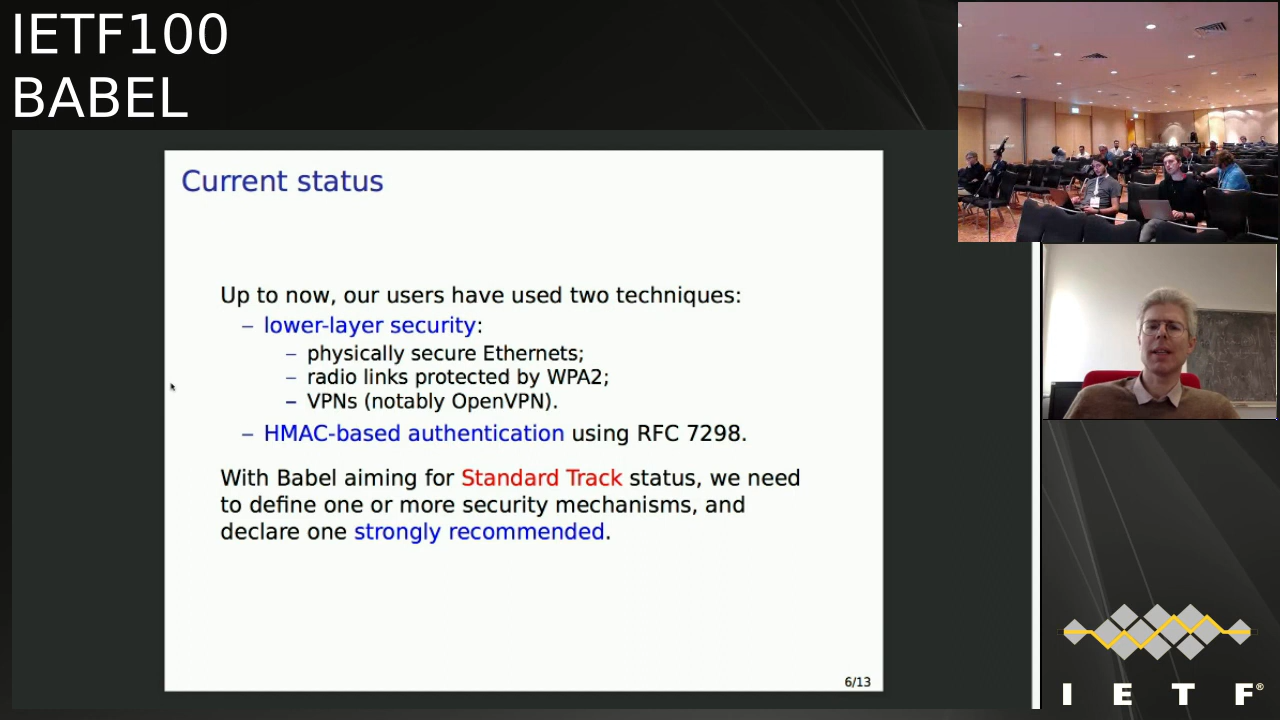 IETF100
BABEL
Current status
Up to now, our users have used two techniques:
– lower-layer security:
– physically secure Ethernets;
– radio links protected by WPA2;
– VPNs (notably OpenVPN).
– HMAC-based authentication using RFC 7298.
With Babel aiming for Standard Track status, we need
to define one or more security mechanisms, and
declare one strongly recommended.
6/13
I E T F®